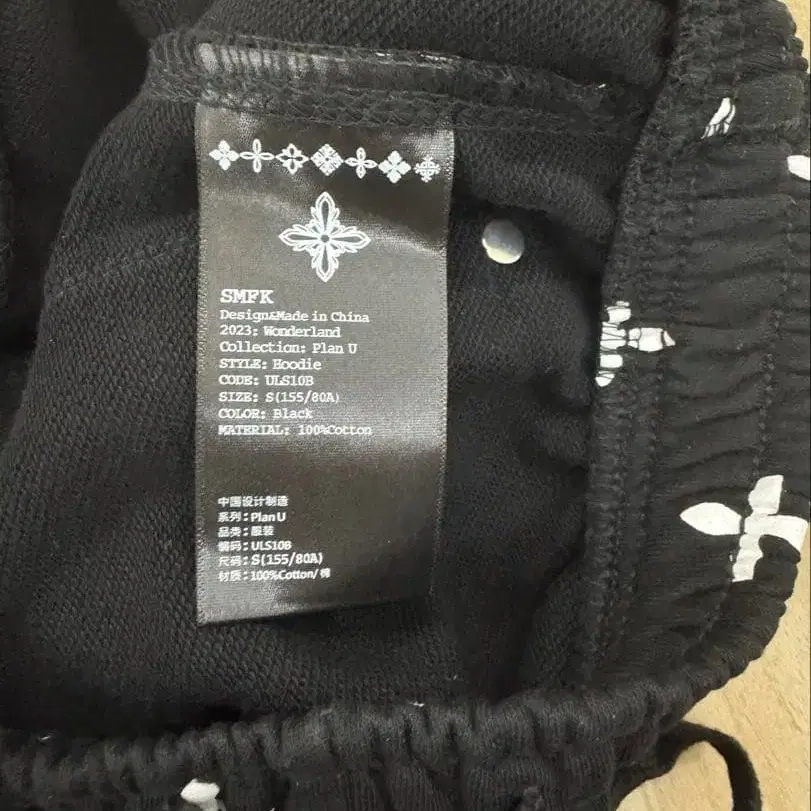 SMFK
Design&Made in China
2023: Wonderland
Collection: Plan U
STYLE: Hoodie
CODE: ULS10B
SIZE: S(155/80A)
COLOR: Black
MATERIAL: 100%Cotton
中国设计制造
系列：Plan U
品类：服装
编码：ULS10B
尺码：S(155/80A)
材质：100%Cotton/棉